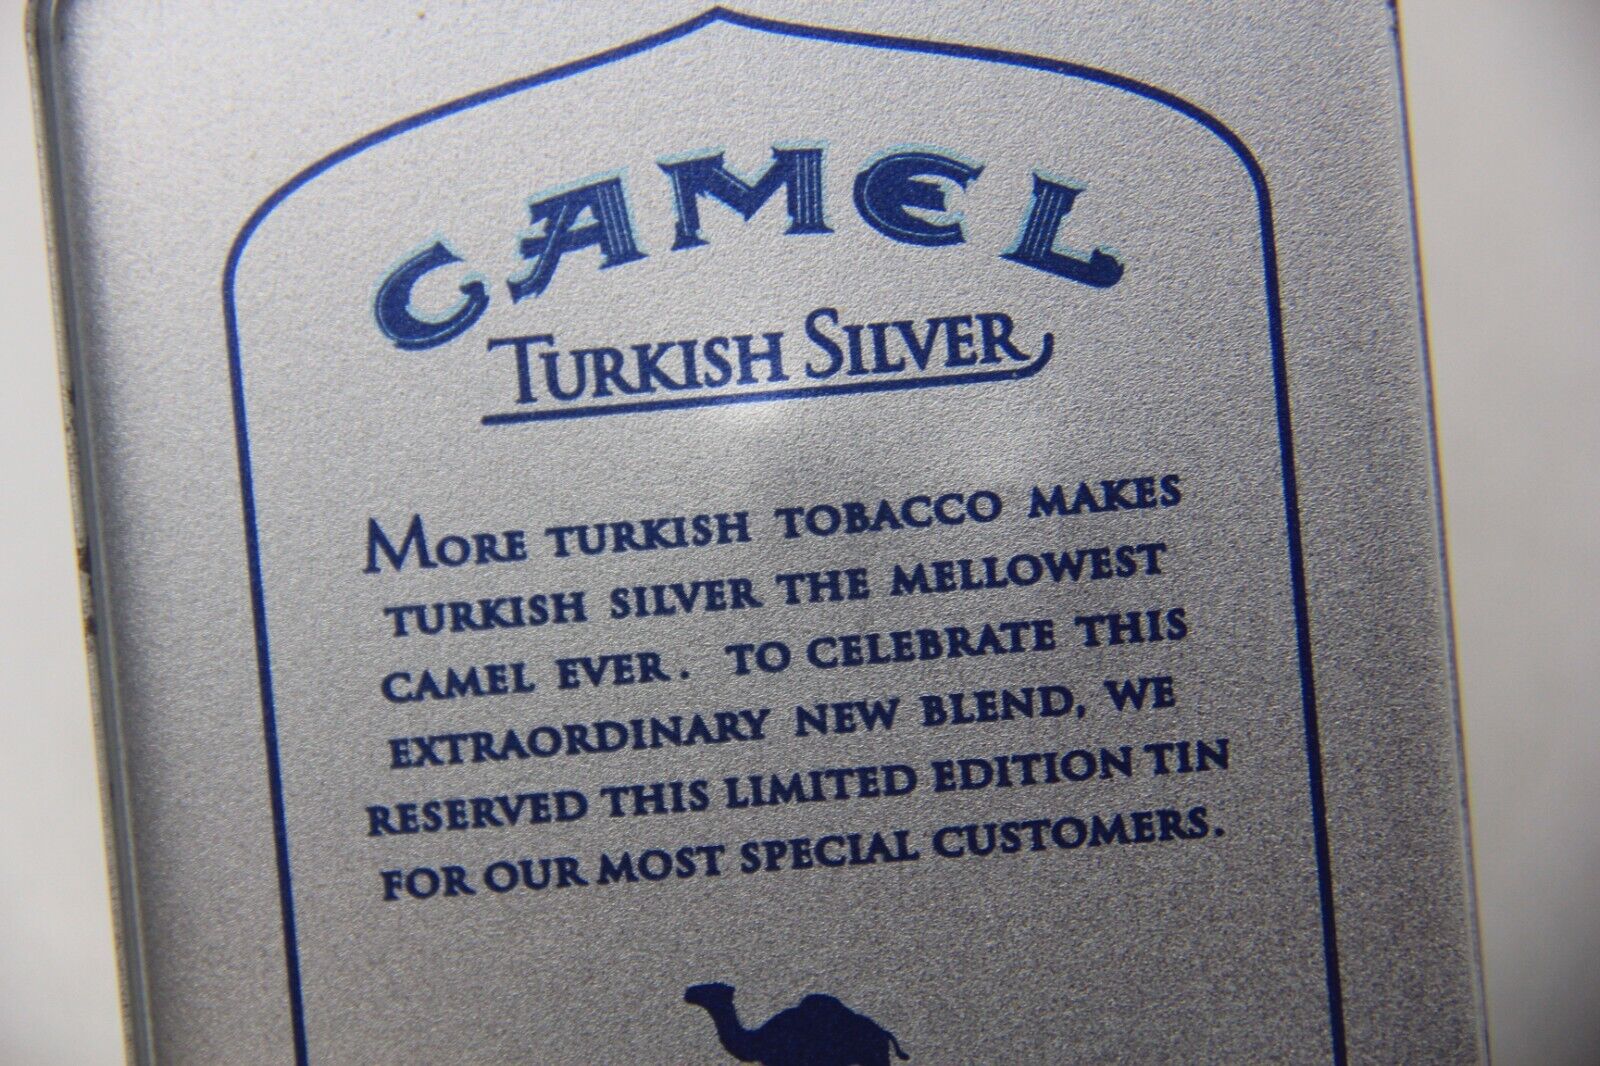 CAMEL
TURKISH SILVER
MORE TURKISH TOBACCO MAKES
TURKISH SILVER THE MELLOWEST
CAMEL EVER. TO CELEBRATE THIS
EXTRAORDINARY NEW BLEND, WE
RESERVED THIS LIMITED EDITION TIN
FOR OUR MOST SPECIAL CUSTOMERS.